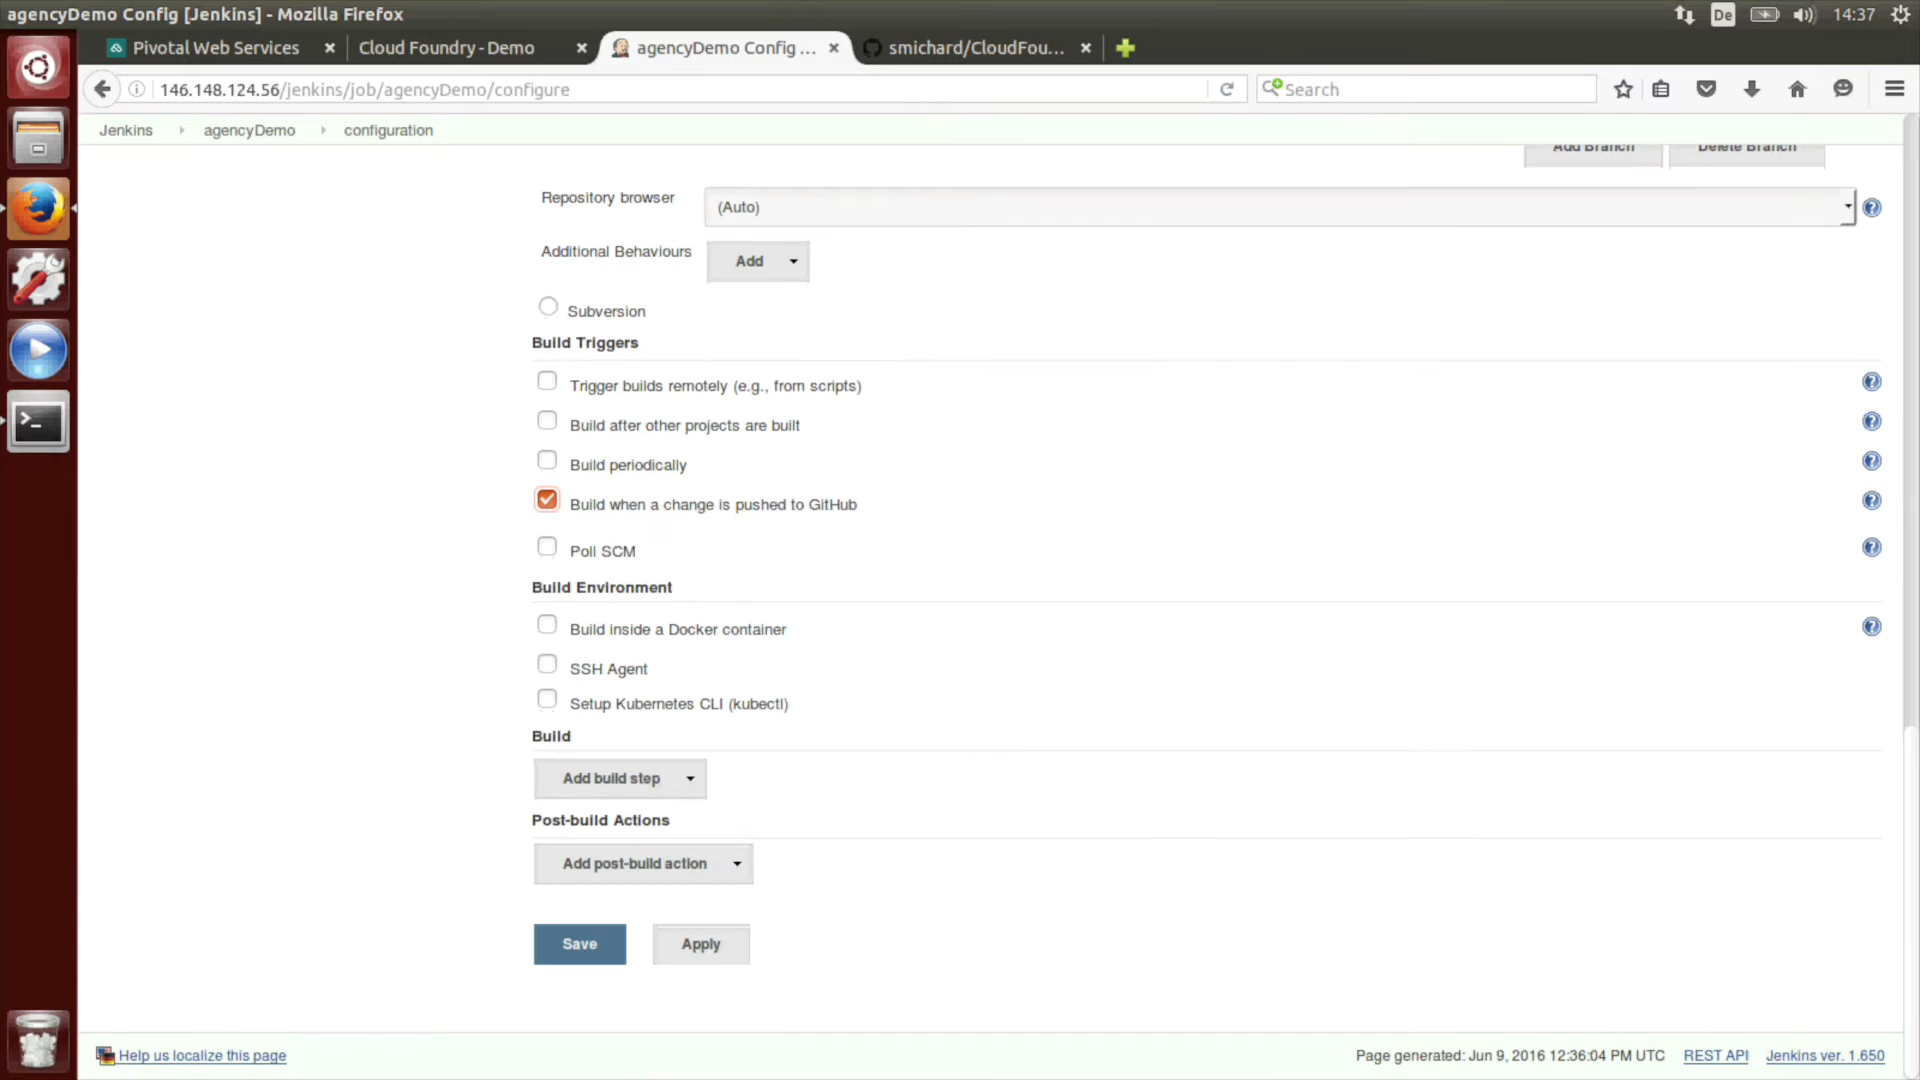 agencyDemo Config [Jenkins] - Mozilla Firefox
De
14:37
Pivotal Web Services
Cloud Foundry - Demo
agencyDemo Config ...
smichard/CloudFou...
146.148.124.56/jenkins/job/agencyDemo/configure
Search
Jenkins
agencyDemo
configuration
Add Branch
Delete Branch
Repository browser
(Auto)
Additional Behaviours
Add
Subversion
Build Triggers
Trigger builds remotely (e.g., from scripts)
Build after other projects are built
Build periodically
Build when a change is pushed to GitHub
Poll SCM
Build Environment
Build inside a Docker container
SSH Agent
Setup Kubernetes CLI (kubectl)
Build
Add build step
Post-build Actions
Add post-build action
Save
Apply
Help us localize this page
Page generated: Jun 9, 2016 12:36:04 PM UTC
REST API
Jenkins ver. 1.650